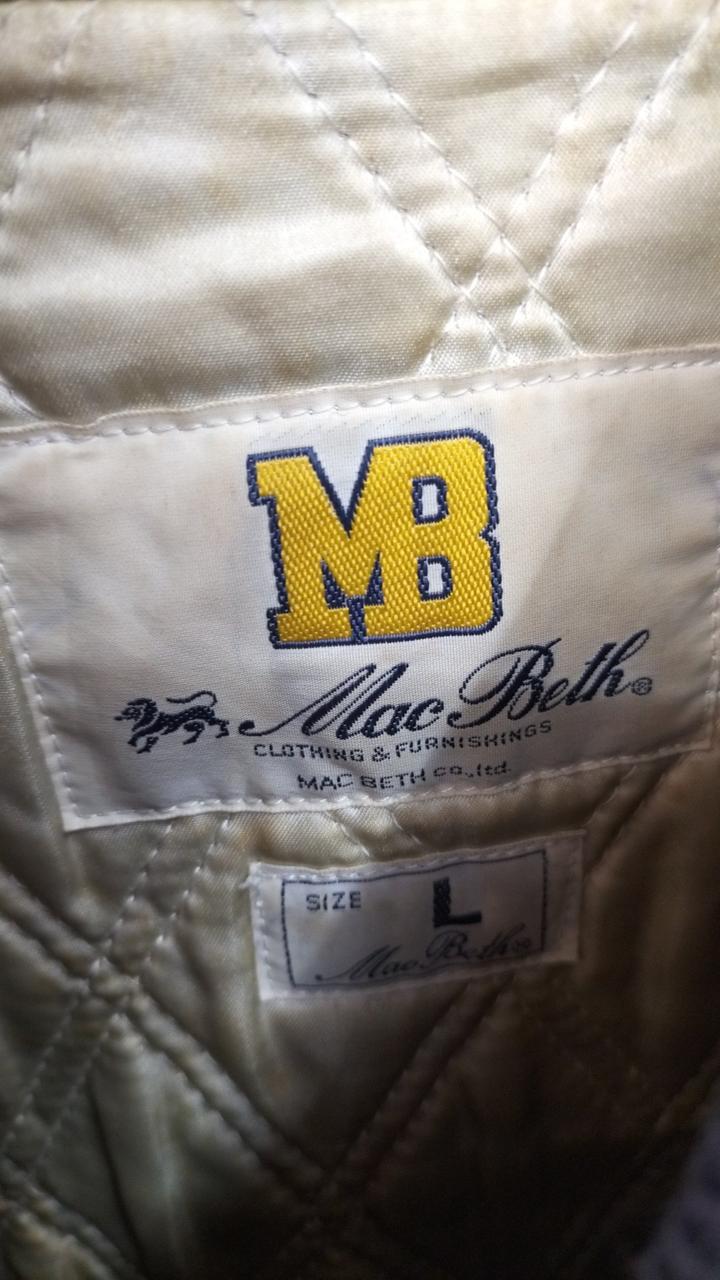 MB
Mac Beth®
CLOTHING & FURNISHINGS
MAC BETH co.,ltd.
SIZE L
Mac Beth®